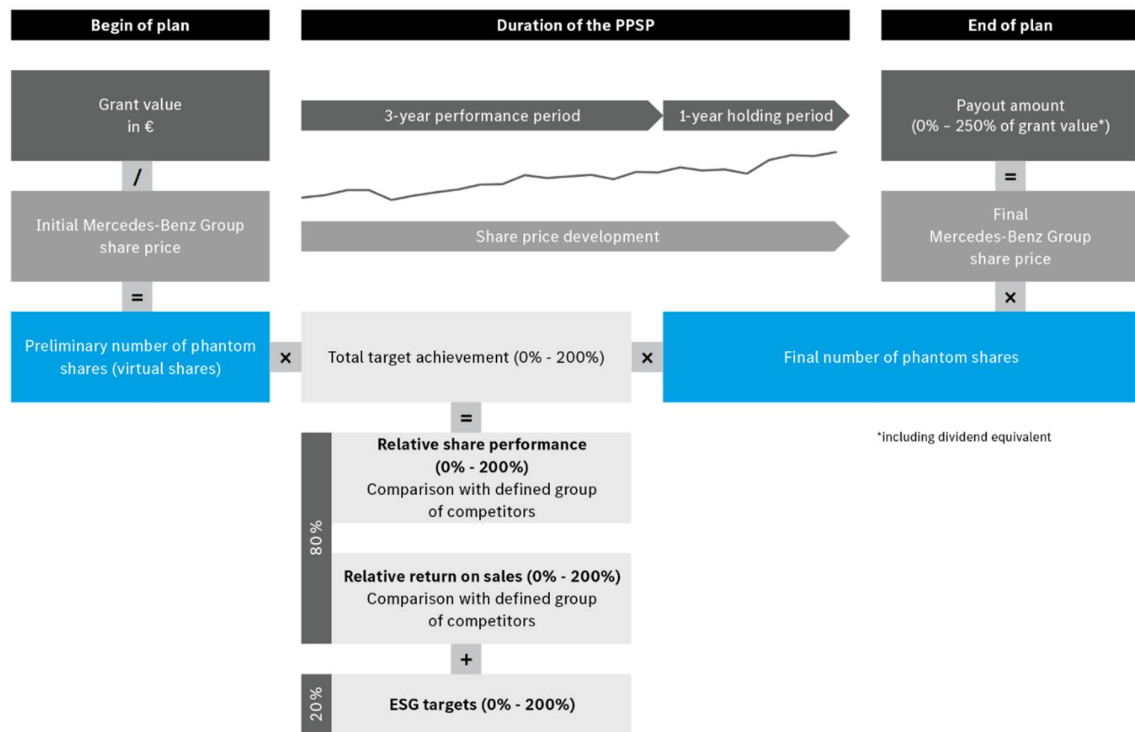 Begin of plan
Duration of the PPSP
End of plan
Grant value
in €
/
Initial Mercedes-Benz Group
share price
=
Preliminary number of phantom
shares (virtual shares)
3-year performance period
1-year holding period
Share price development
Payout amount
(0% – 250% of grant value*)
=
Final
Mercedes-Benz Group
share price
×
×
Total target achievement (0% - 200%)
×
Final number of phantom shares
=
*including dividend equivalent
80%
Relative share performance
(0% - 200%)
Comparison with defined group
of competitors
Relative return on sales (0% - 200%)
Comparison with defined group
of competitors
+
20%
ESG targets (0% - 200%)